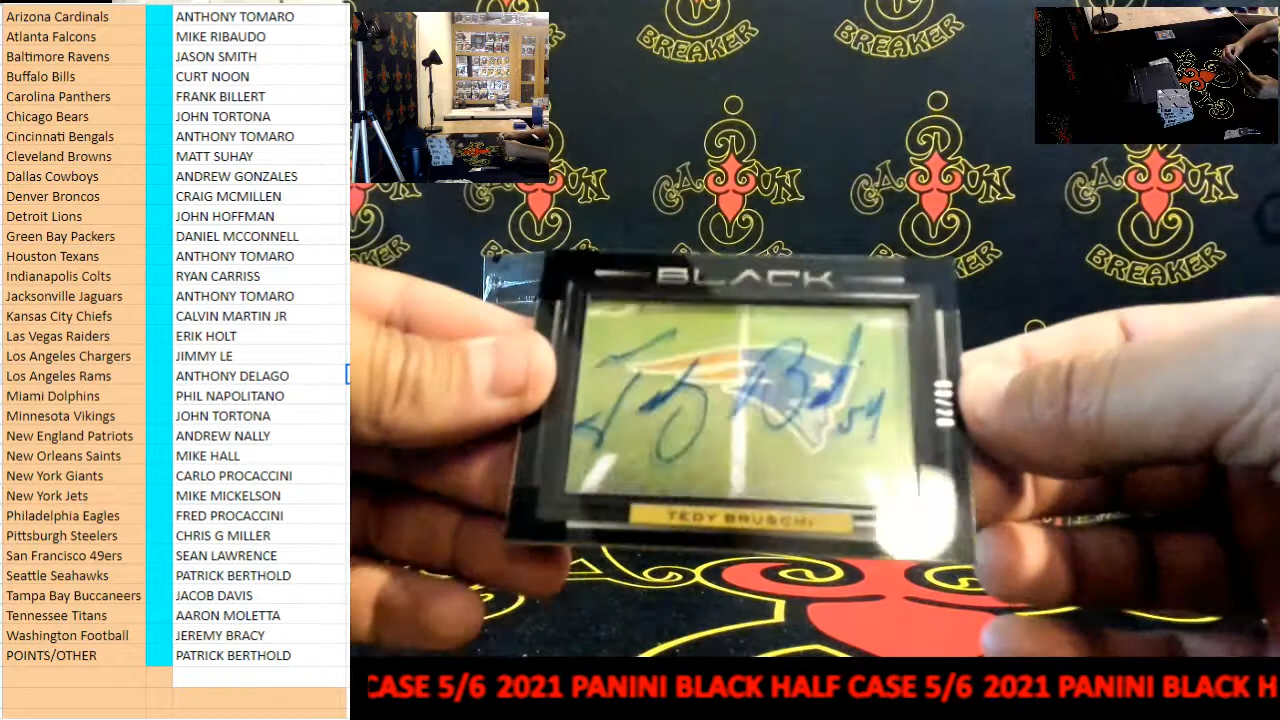 Arizona Cardinals ANTHONY TOMARO
Atlanta Falcons MIKE RIBAUDO
Baltimore Ravens JASON SMITH
Buffalo Bills CURT NOON
Carolina Panthers FRANK BILLERT
Chicago Bears JOHN TORTONA
Cincinnati Bengals ANTHONY TOMARO
Cleveland Browns MATT SUHAY
Dallas Cowboys ANDREW GONZALES
Denver Broncos CRAIG MCMILLEN
Detroit Lions JOHN HOFFMAN
Green Bay Packers DANIEL MCCONNELL
Houston Texans ANTHONY TOMARO
Indianapolis Colts RYAN CARRISS
Jacksonville Jaguars ANTHONY TOMARO
Kansas City Chiefs CALVIN MARTIN JR
Las Vegas Raiders ERIK HOLT
Los Angeles Chargers JIMMY LE
Los Angeles Rams ANTHONY DELAGO
Miami Dolphins PHIL NAPOLITANO
Minnesota Vikings JOHN TORTONA
New England Patriots ANDREW NALLY
New Orleans Saints MIKE HALL
New York Giants CARLO PROCACCINI
New York Jets MIKE MICKELSON
Philadelphia Eagles FRED PROCACCINI
Pittsburgh Steelers CHRIS G MILLER
San Francisco 49ers SEAN LAWRENCE
Seattle Seahawks PATRICK BERTHOLD
Tampa Bay Buccaneers JACOB DAVIS
Tennessee Titans AARON MOLETTA
Washington Football JEREMY BRACY
POINTS/OTHER PATRICK BERTHOLD
BREAKER
BREAKER
CAJUN
CAJUN
CAJUN
BREAKER
BREAKER
BLACK
54
TEDY BRUSCHI
CASE 5/6 2021 PANINI BLACK HALF CASE 5/6 2021 PANINI BLACK H